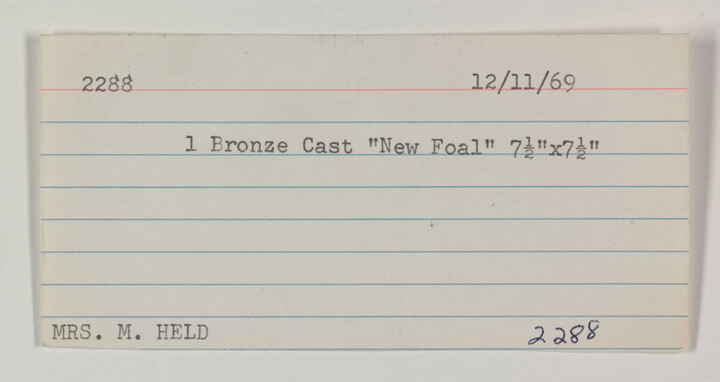 2288 12/11/69
1 Bronze Cast "New Foal" 7½"x7½"
MRS. M. HELD 2288